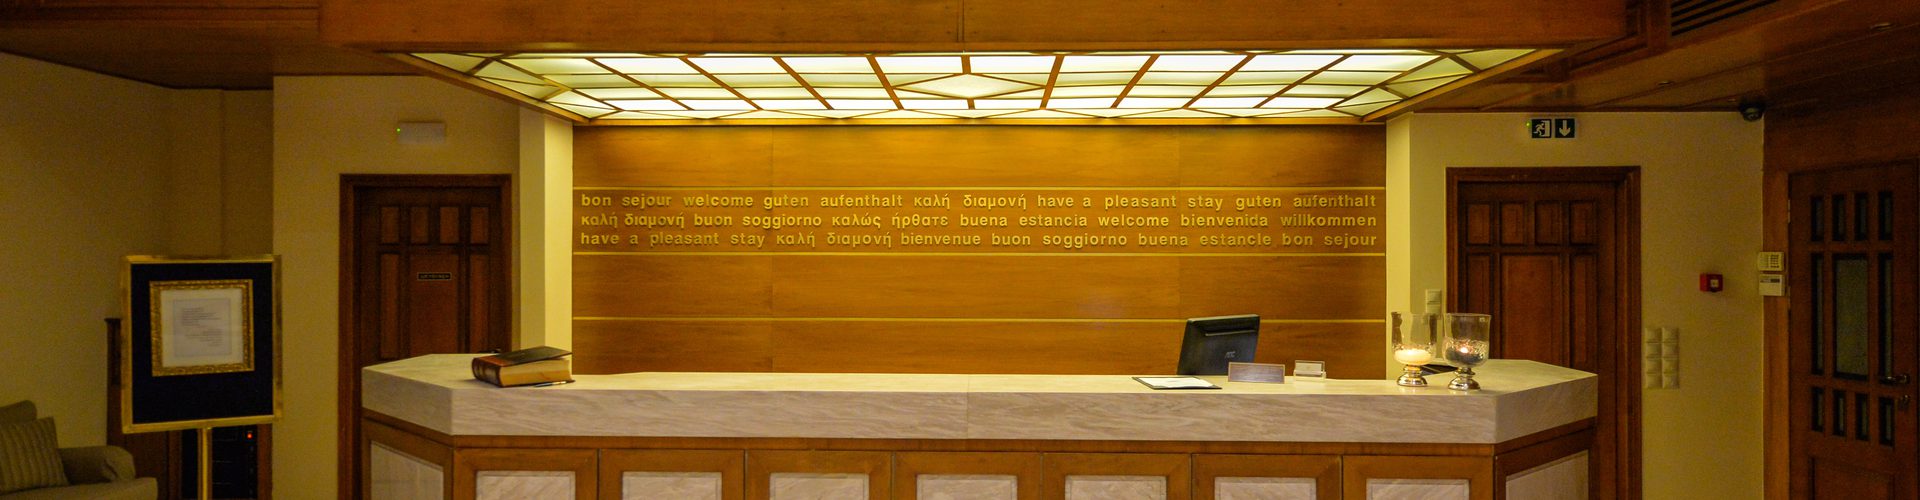 bon sejour welcome guten aufenthalt καλή διαμονή have a pleasant stay guten aufenthalt
καλή διαμονή buon soggiorno καλώς ήρθατε buena estancia welcome bienvenida willkommen
have a pleasant stay καλή διαμονή bienvenue buon soggiorno buena estancie bon sejour